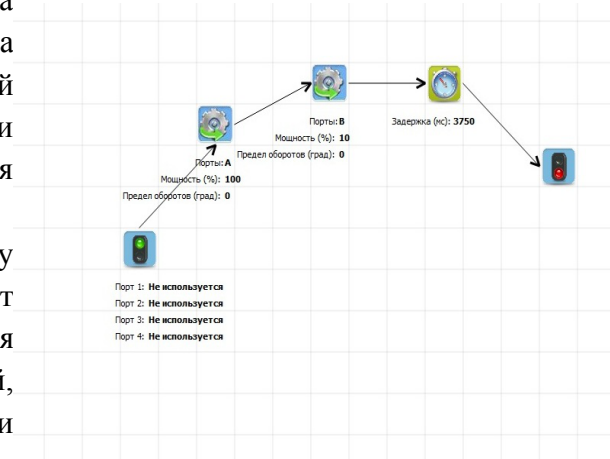 а
а
й
и
я
у
т
я
й,
и
Порты: B
Мощность (%): 10
Предел оборотов (град): 0
Задержка (мс): 3750
Порты: A
Мощность (%): 100
Предел оборотов (град): 0
Порт 1: Не используется
Порт 2: Не используется
Порт 3: Не используется
Порт 4: Не используется